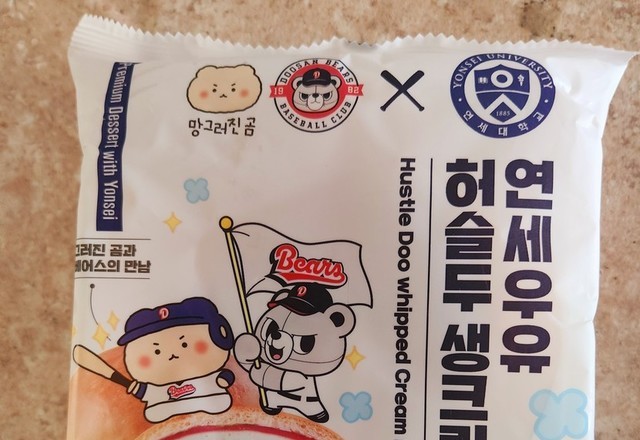 Premium Dessert with Yonsei
망그러진곰
DOOSAN BEARS
1982
BASEBALL CLUB
YONSEI UNIVERSITY
1885
연세대학교
연세우유
허슬두 생크
Hustle Doo whipped Cream
그러진 곰과
베어스의 만남
Bears
D
D
Bears